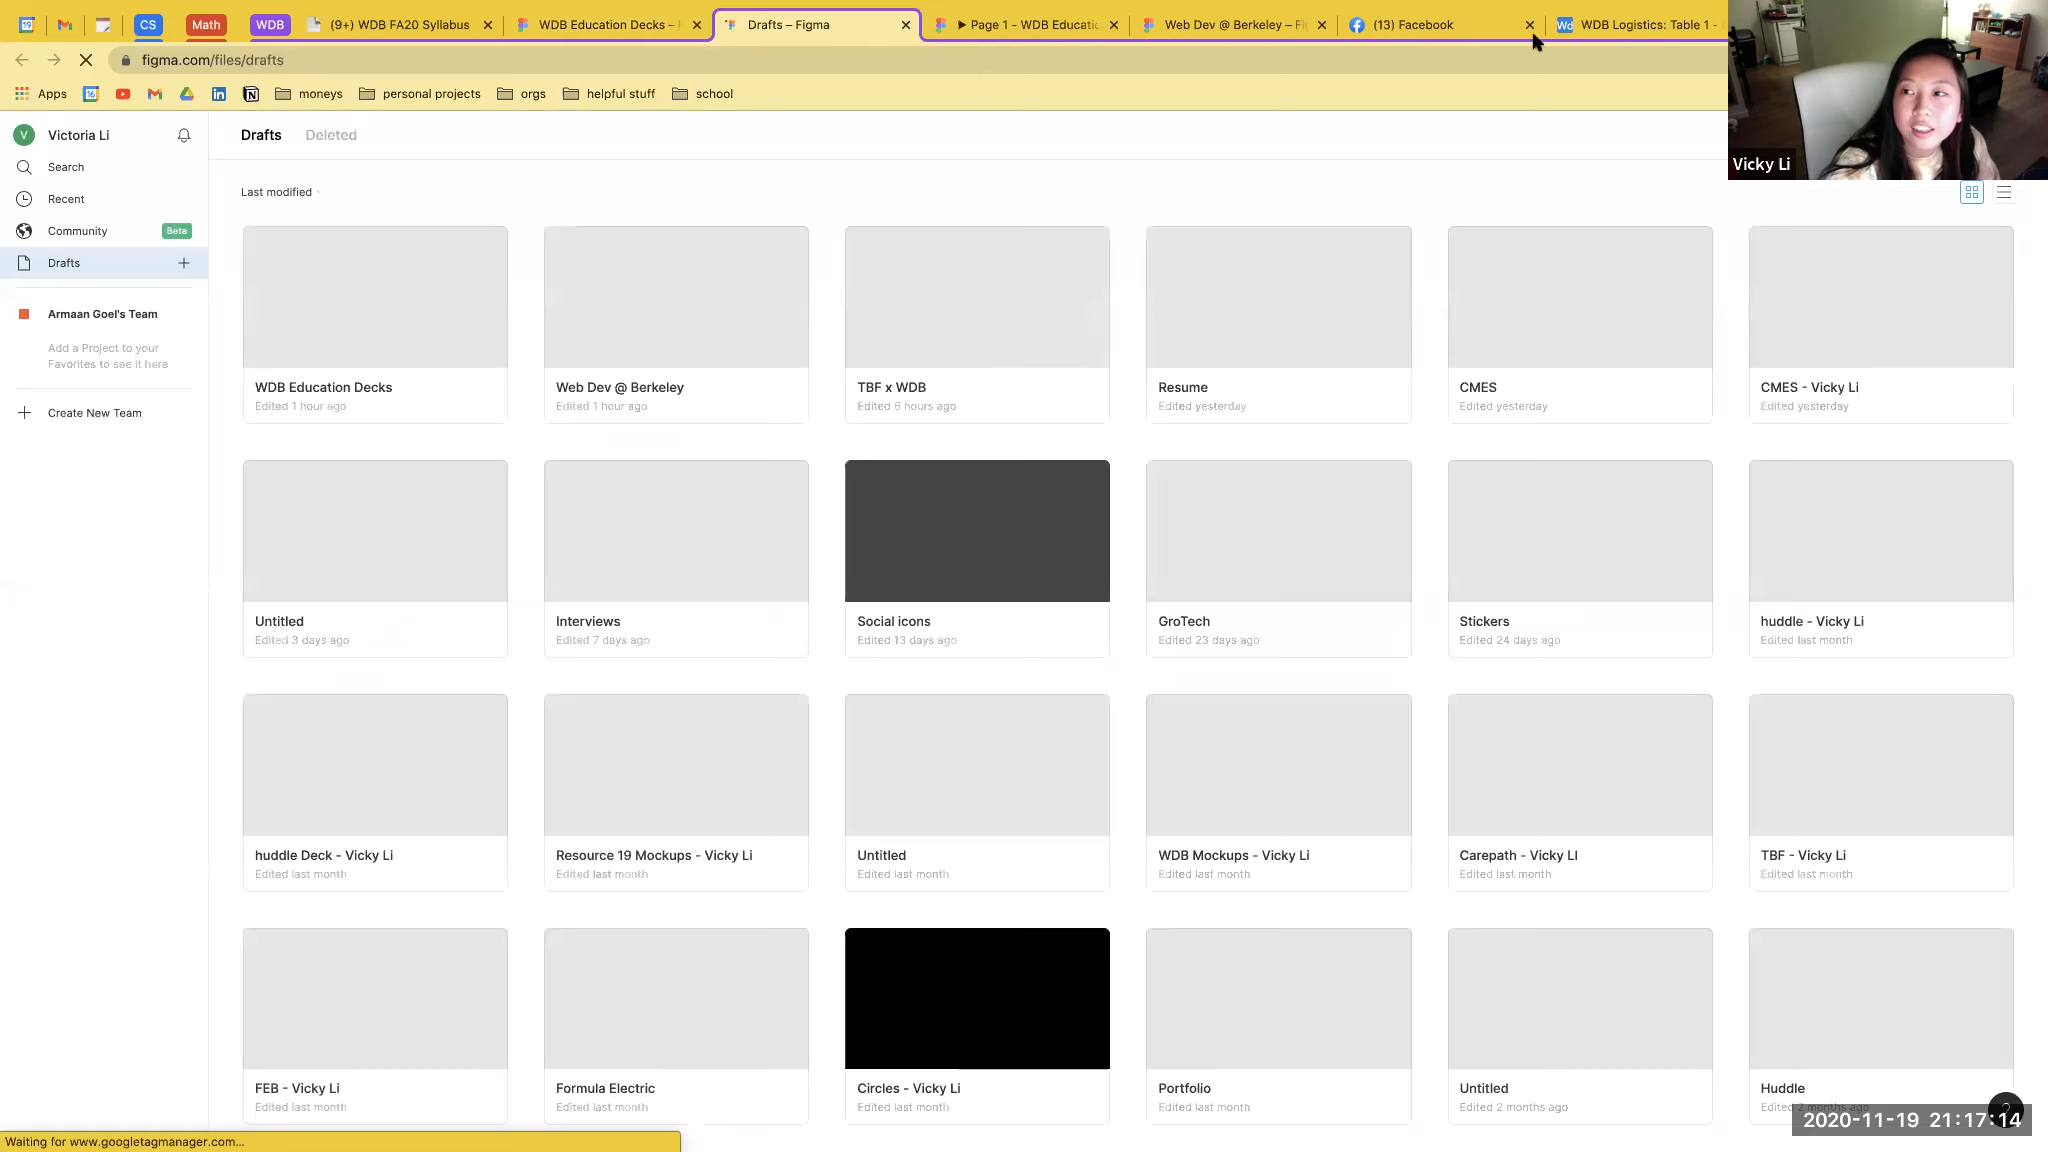 CS
Math
WDB
(9+) WDB FA20 Syllabus
WDB Education Decks –
Drafts – Figma
Page 1 - WDB Educati
Web Dev @ Berkeley – Fi
(13) Facebook
WDB Logistics: Table 1 -
figma.com/files/drafts
Apps
moneys
personal projects
orgs
helpful stuff
school
V
Victoria Li
Search
Recent
Community
Beta
Drafts
Armaan Goel's Team
Add a Project to your
Favorites to see it here
Create New Team
Drafts
Deleted
Last modified
Vicky Li
WDB Education Decks
Edited 1 hour ago
Web Dev @ Berkeley
Edited 1 hour ago
TBF x WDB
Edited 6 hours ago
Resume
Edited yesterday
CMES
Edited yesterday
CMES - Vicky Li
Edited yesterday
Untitled
Edited 3 days ago
Interviews
Edited 7 days ago
Social icons
Edited 13 days ago
GroTech
Edited 23 days ago
Stickers
Edited 24 days ago
huddle - Vicky Li
Edited last month
huddle Deck - Vicky Li
Edited last month
Resource 19 Mockups - Vicky Li
Edited last month
Untitled
Edited last month
WDB Mockups - Vicky Li
Edited last month
Carepath - Vicky LI
Edited last month
TBF - Vicky Li
Edited last month
FEB - Vicky Li
Edited last month
Formula Electric
Edited last month
Circles - Vicky Li
Edited last month
Portfolio
Edited last month
Untitled
Edited 2 months ago
Huddle
Edited 2 months ago
2020-11-19 21:17:14
Waiting for www.googletagmanager.com...